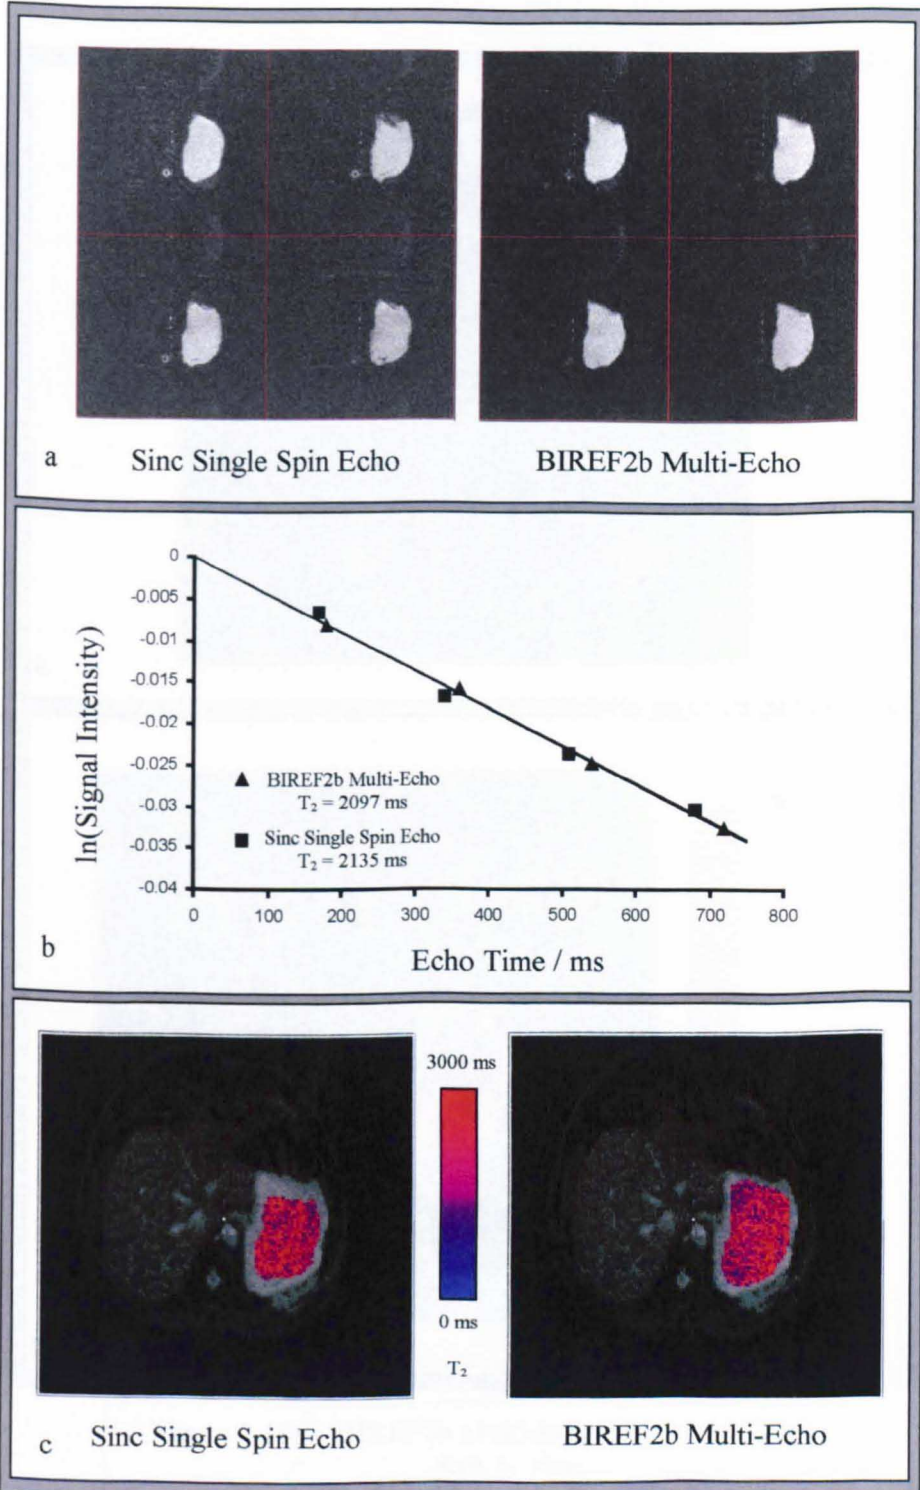 a
Sinc Single Spin Echo
BIREF2b Multi-Echo
0
-0.005
-0.01
-0.015
-0.02
-0.025
-0.03
-0.035
-0.04
ln(Signal Intensity)
BIREF2b Multi-Echo
T₂ = 2097 ms
Sinc Single Spin Echo
T₂ = 2135 ms
0 100 200 300 400 500 600 700 800
b
Echo Time / ms
3000 ms
0 ms
T₂
c
Sinc Single Spin Echo
BIREF2b Multi-Echo